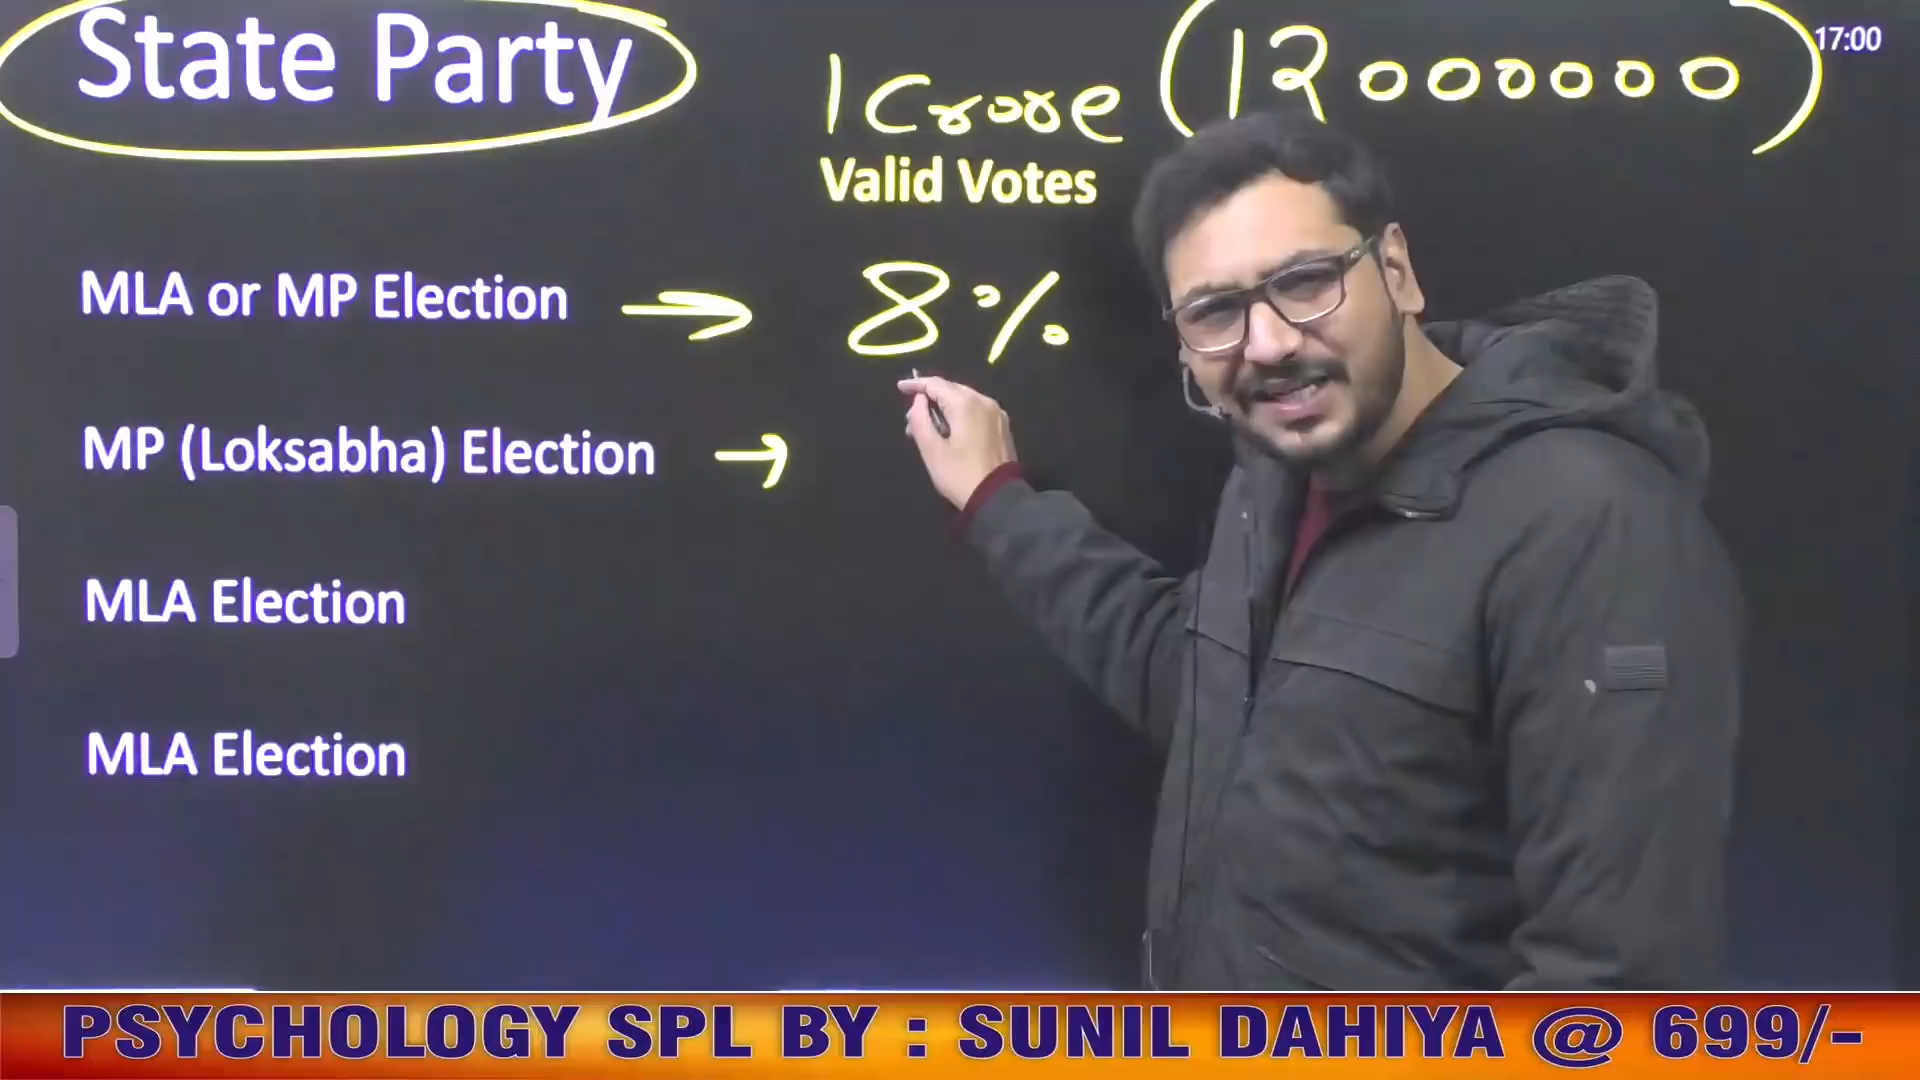 State Party
1 Crore (12000000)
17:00
Valid Votes
MLA or MP Election → 8%
MP (Loksabha) Election →
MLA Election
MLA Election
PSYCHOLOGY SPL BY : SUNIL DAHIYA @ 699/-